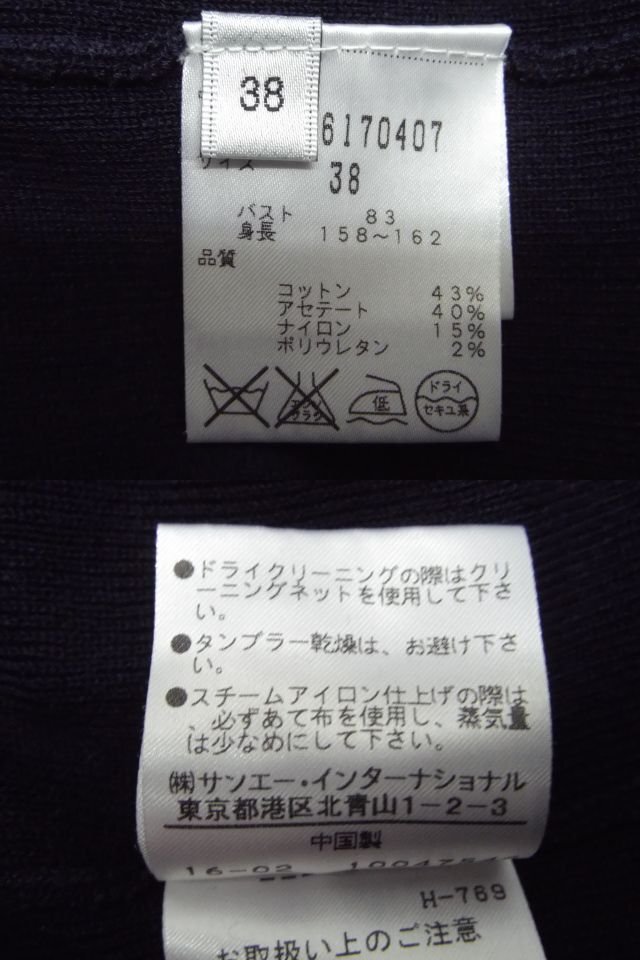 38
6170407
サイズ
38
バスト 83
身長 158～162
品質
コットン 43%
アセテート 40%
ナイロン 15%
ポリウレタン 2%
エンソ
サラシ
低
ドライ
セキユ系
●ドライクリーニングの際はクリ
ーニングネットを使用して下さ
い。
●タンブラー乾燥は、お避け下さ
い。
●スチームアイロン仕上げの際は
、必ずあて布を使用し、蒸気量
は少なめにして下さい。
㈱サンエー・インターナショナル
東京都港区北青山1-2-3
中国製
16-02
H-769
お取扱い上のご注意